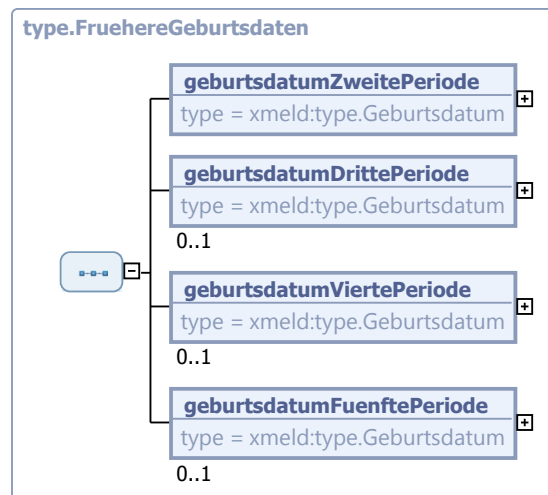 type.FruehereGeburtsdaten
geburtsdatumZweitePeriode
type = xmeld:type.Geburtsdatum
geburtsdatumDrittePeriode
type = xmeld:type.Geburtsdatum
0..1
geburtsdatumViertePeriode
type = xmeld:type.Geburtsdatum
0..1
geburtsdatumFuenftePeriode
type = xmeld:type.Geburtsdatum
0..1